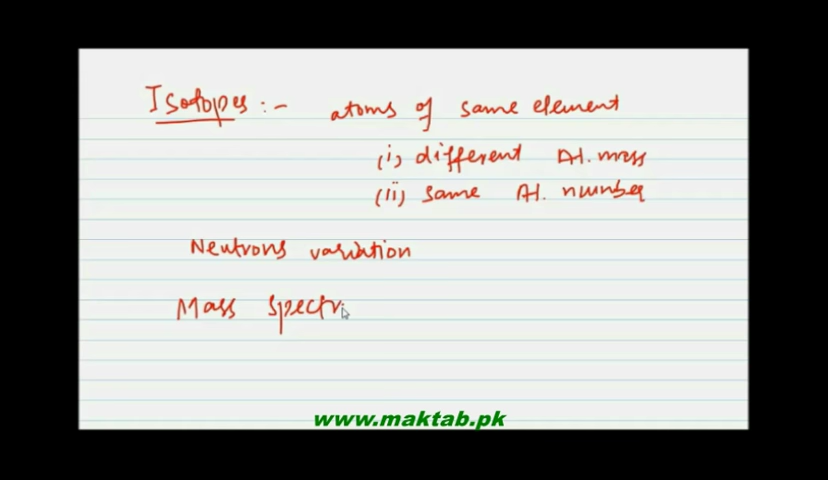 Isotopes :- atoms of same element
(i) different At. mass
(ii) same At. number
Neutrons variation
Mass Spectr
www.maktab.pk